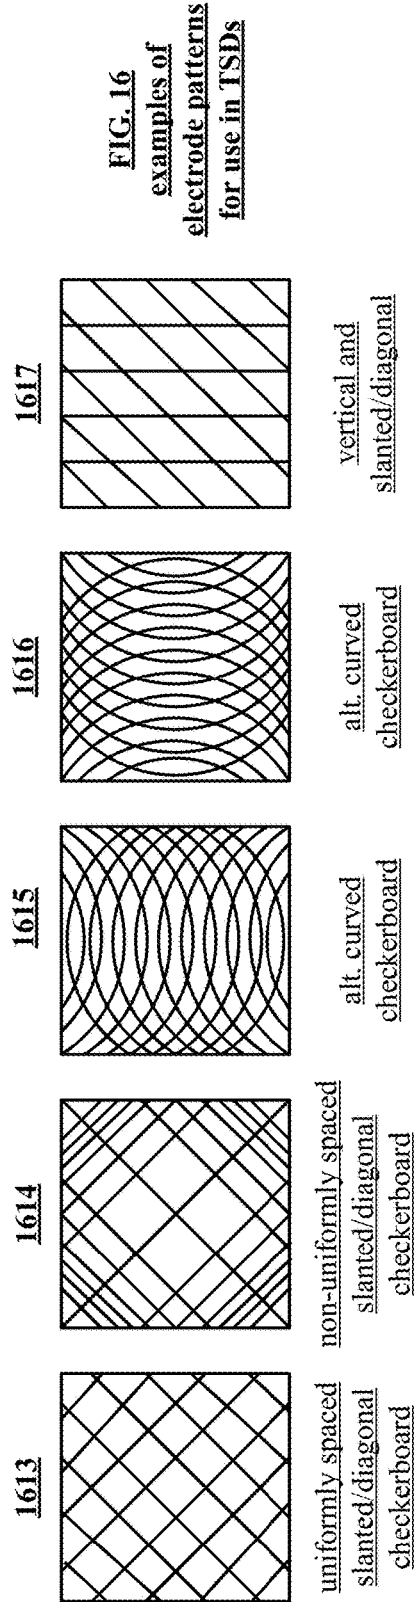 1613
uniformly spaced
slanted/diagonal
checkerboard
1614
non-uniformly spaced
slanted/diagonal
checkerboard
1615
alt. curved
checkerboard
1616
alt. curved
checkerboard
1617
vertical and
slanted/diagonal
FIG. 16
examples of
electrode patterns
for use in TSDs